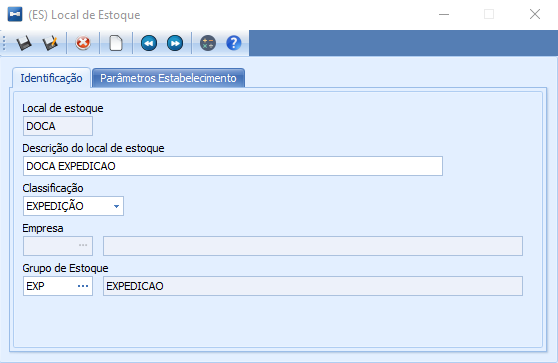 (ES) Local de Estoque
Identificação
Parâmetros Estabelecimento
Local de estoque
DOCA
Descrição do local de estoque
DOCA EXPEDICAO
Classificação
EXPEDIÇÃO
Empresa
Grupo de Estoque
EXP
EXPEDICAO